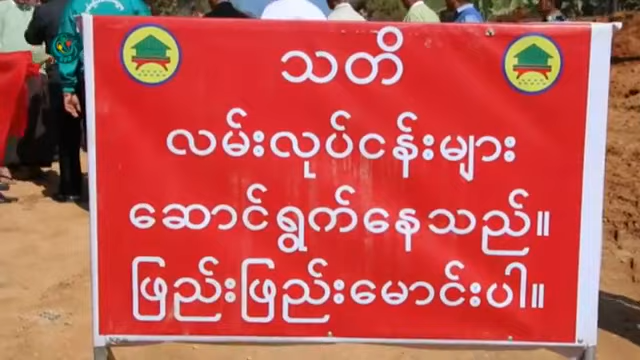 သတိ
လမ်းလုပ်ငန်းများ
ဆောင်ရွက်နေသည်။
ဖြည်းဖြည်းမောင်းပါ။